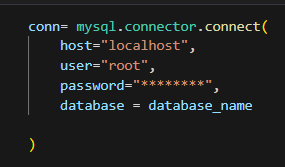 conn= mysql.connector.connect(
    host="localhost",
    user="root",
    password="********",
    database = database_name
)